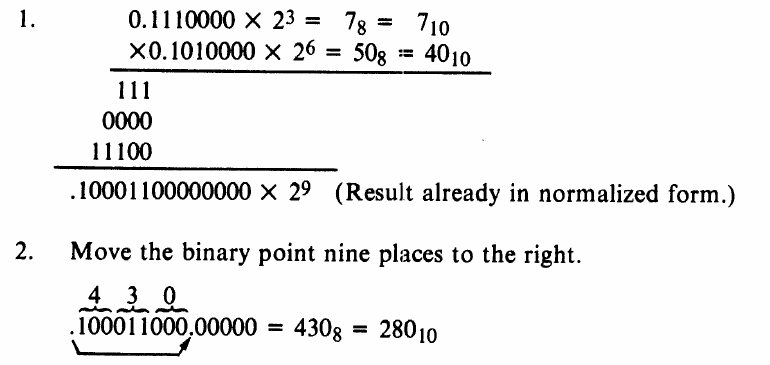 1. 0.1110000 × 2³ = 7₈ = 7₁₀
×0.1010000 × 2⁶ = 50₈ := 40₁₀
111
0000
11100
.10001100000000 × 2⁹ (Result already in normalized form.)
2. Move the binary point nine places to the right.
4 3 0
.100011000.00000 = 430₈ = 280₁₀